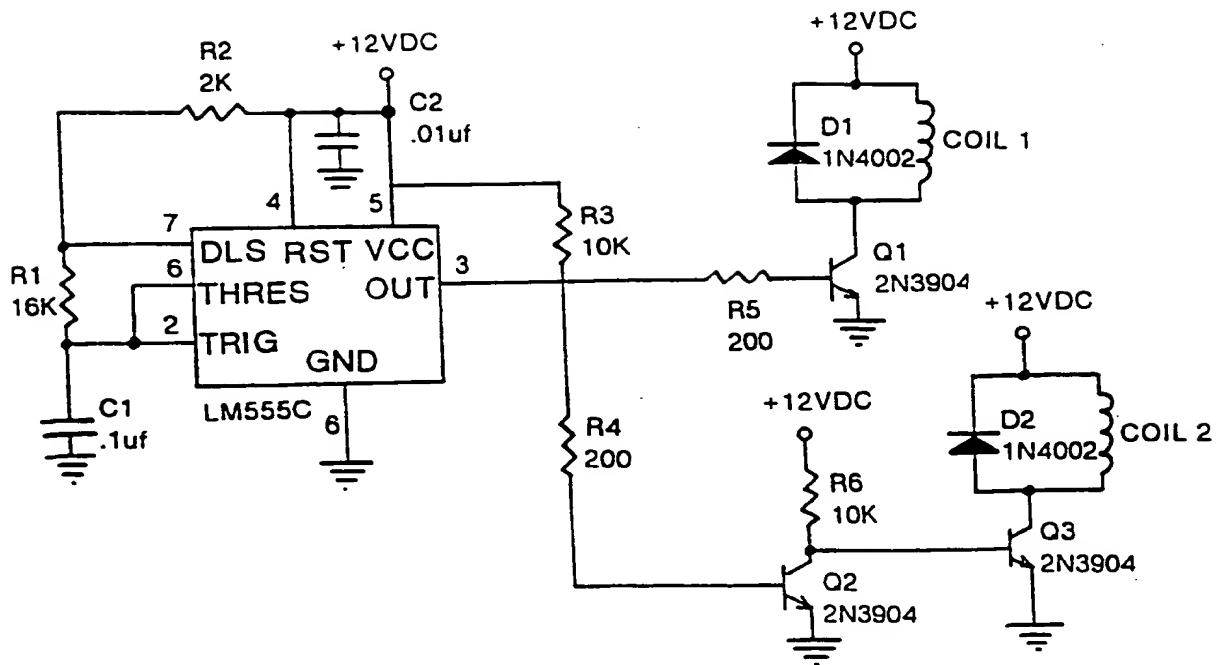 +12VDC
R2
2K
C2
.01uf
4
5
7
DLS
RST
VCC
R1
16K
6
THRES
OUT
3
2
TRIG
GND
C1
.1uf
LM555C
6
R3
10K
R5
200
R4
200
+12VDC
D1
1N4002
COIL 1
Q1
2N3904
+12VDC
R6
10K
Q2
2N3904
+12VDC
D2
1N4002
COIL 2
Q3
2N3904